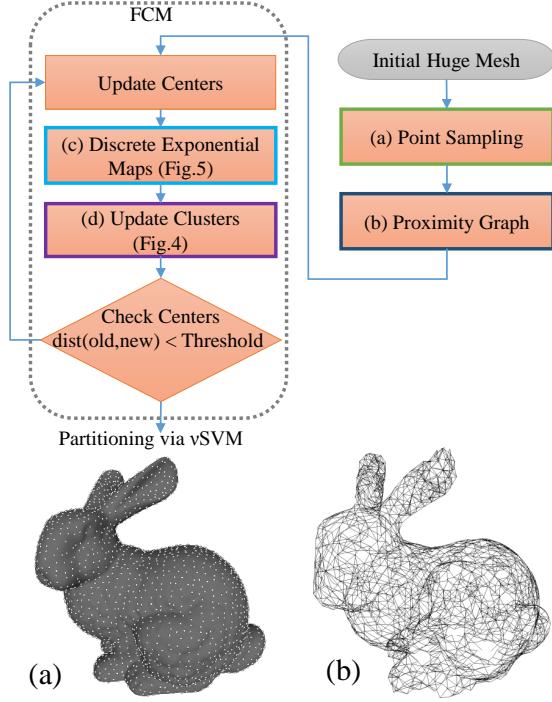 FCM
Update Centers
(c) Discrete Exponential
Maps (Fig.5)
(d) Update Clusters
(Fig.4)
Check Centers
dist(old,new) < Threshold
Partitioning via νSVM
Initial Huge Mesh
(a) Point Sampling
(b) Proximity Graph
(a)
(b)